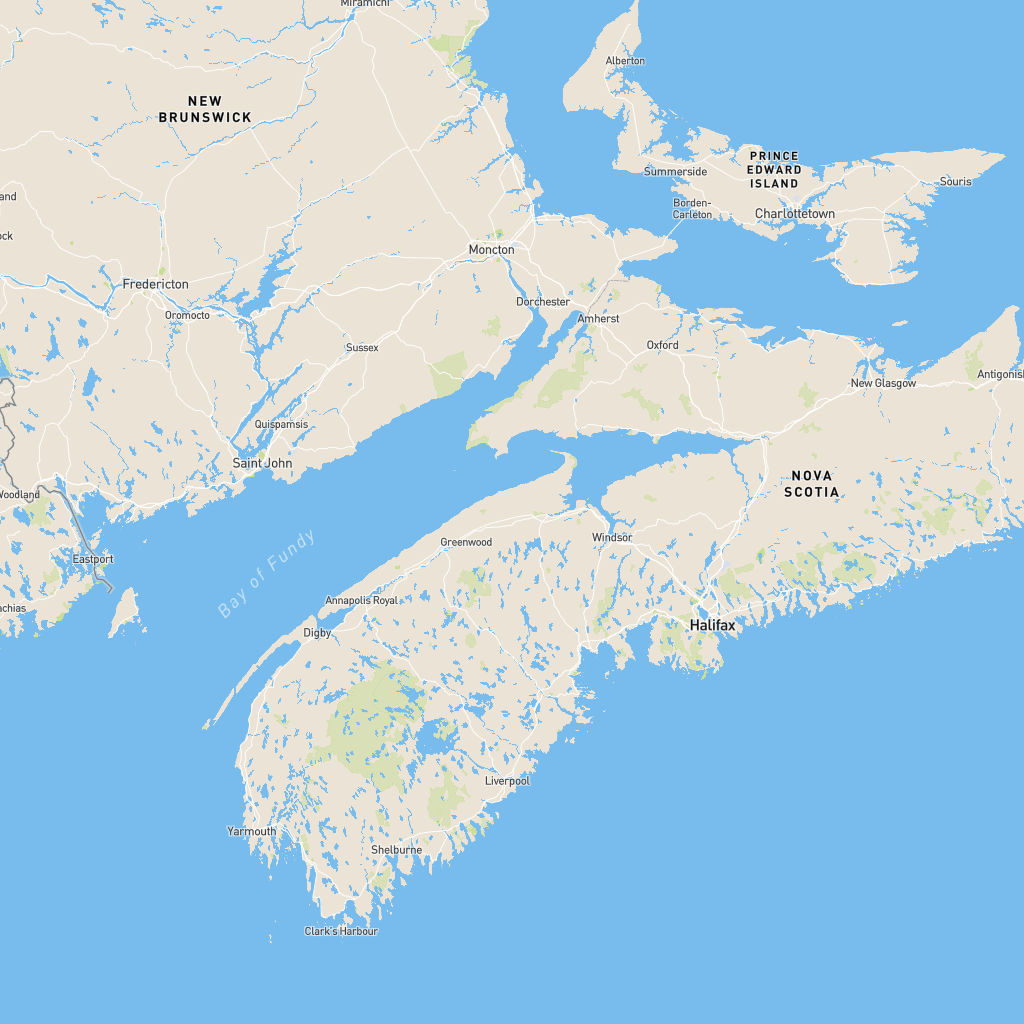 Miramichi
Alberton
NEW
BRUNSWICK
PRINCE
EDWARD
ISLAND
Summerside
Souris
and
Borden-
Carleton
Charlottetown
ock
Moncton
Fredericton
Dorchester
Oromocto
Amherst
Sussex
Oxford
Antigonish
New Glasgow
Quispamsis
Saint John
NOVA
SCOTIA
Woodland
Windsor
Greenwood
Eastport
Bay of Fundy
Annapolis Royal
achias
Halifax
Digby
Liverpool
Yarmouth
Shelburne
Clark's Harbour